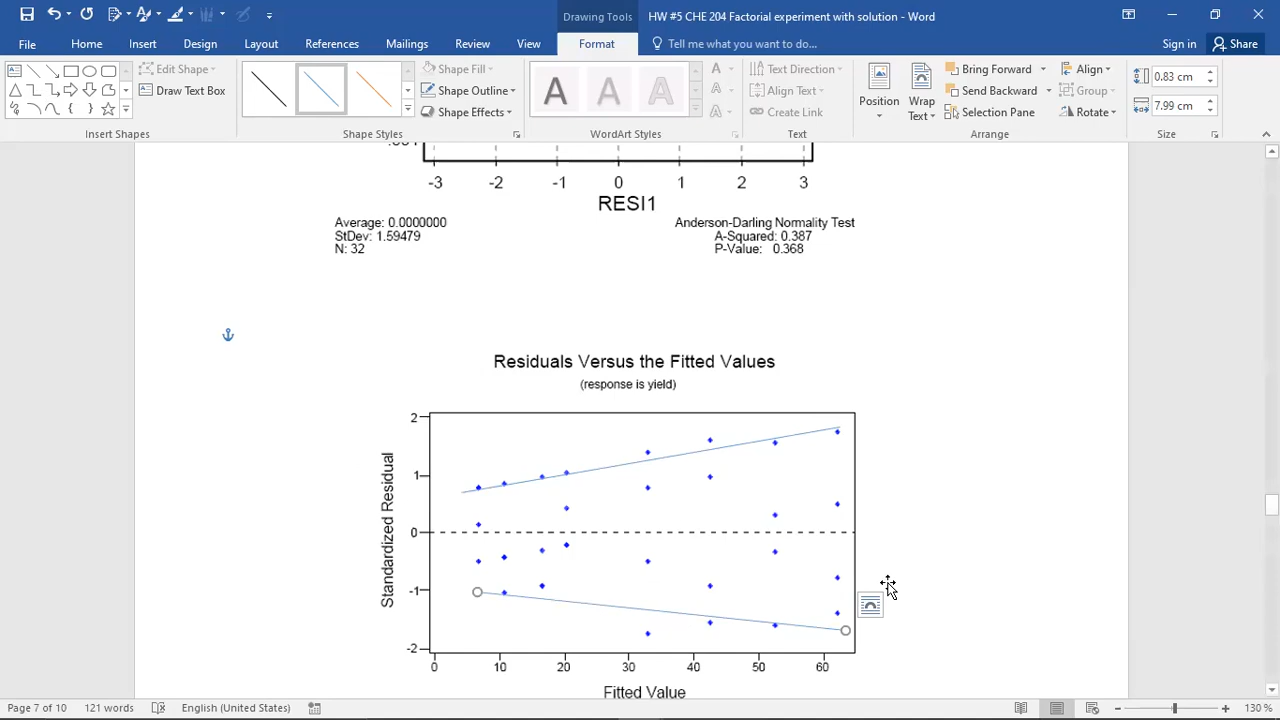 Drawing Tools
HW #5 CHE 204 Factorial experiment with solution - Word
File Home Insert Design Layout References Mailings Review View Format Tell me what you want to do... Sign in Share
Edit Shape
Draw Text Box
Insert Shapes
Shape Fill
Shape Outline
Shape Effects
Shape Styles
A A A
WordArt Styles
Text Direction
Align Text
Create Link
Text
Position
Wrap Text
Bring Forward
Send Backward
Selection Pane
Align
Group
Rotate
Arrange
0.83 cm
7.99 cm
Size
-3 -2 -1 0 1 2 3
RESI1
Average: 0.0000000
StDev: 1.59479
N: 32
Anderson-Darling Normality Test
A-Squared: 0.387
P-Value: 0.368
Residuals Versus the Fitted Values
(response is yield)
2
1
0
-1
-2
Standardized Residual
0 10 20 30 40 50 60
Fitted Value
Page 7 of 10 121 words English (United States) 130 %